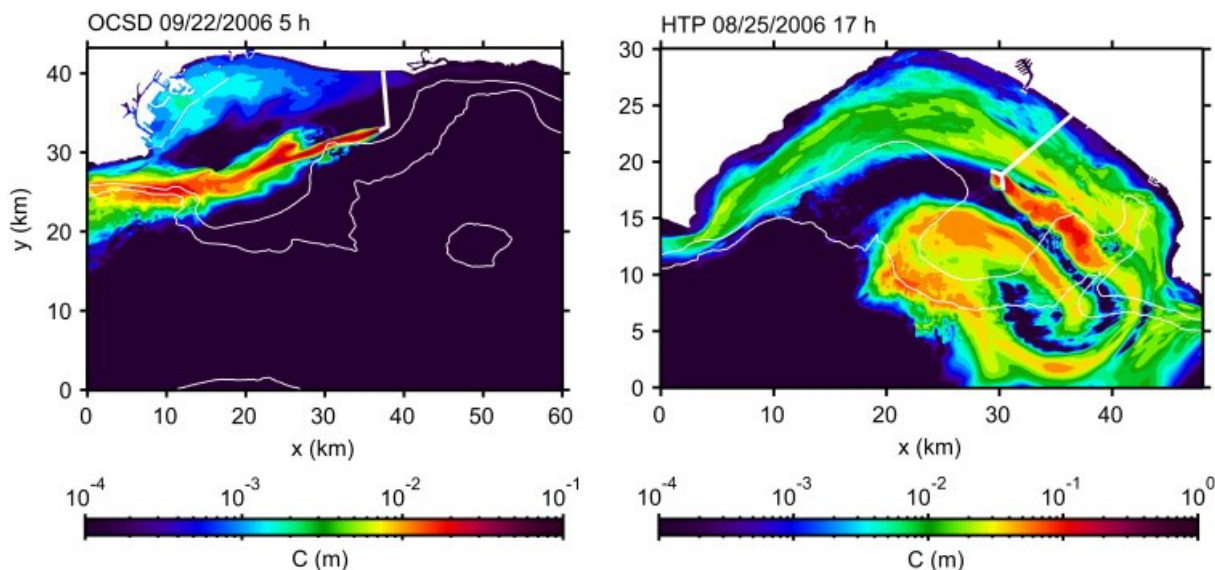 OCSD 09/22/2006 5 h
40
30
20
10
0
y (km)
0 10 20 30 40 50 60
x (km)
10-4 10-3 10-2 10-1
C (m)
HTP 08/25/2006 17 h
30
25
20
15
10
5
0
0 10 20 30 40
x (km)
10-4 10-3 10-2 10-1 100
C (m)